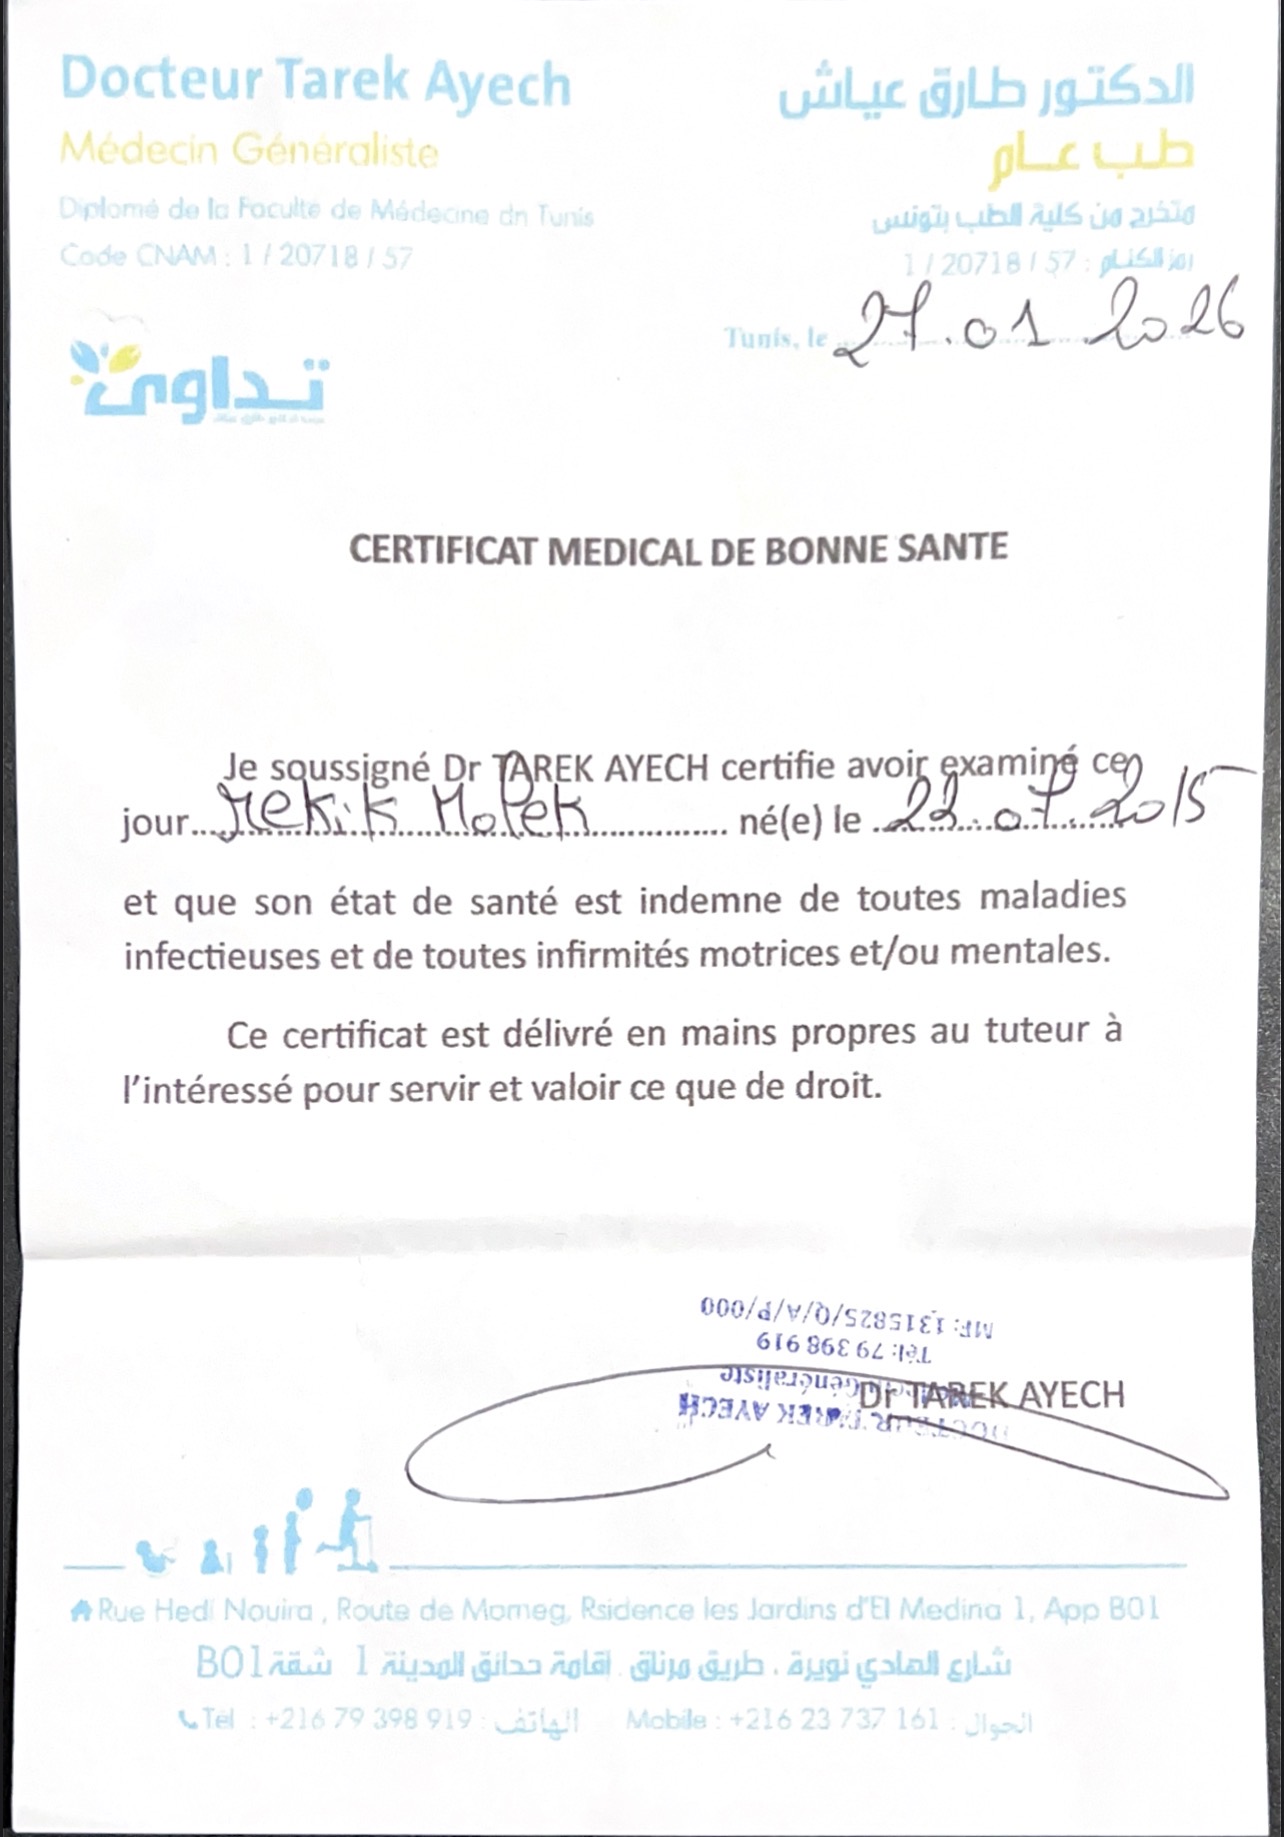 Docteur Tarek Ayech
الدكتور طارق عياش
Médecin Généraliste
طب عام
Diplomé de la Faculté de Médecine dn Tunis
متخرج من كلية الطب بتونس
Code CNAM : 1 / 20718 / 57
رمز الكنام : 57 / 20718 / 1
Tunis, le 27.01.2026
تداوي
CERTIFICAT MEDICAL DE BONNE SANTE
Je soussigné Dr TAREK AYECH certifie avoir examiné ce
jour.. Mekik Malek .............. né(e) le .. 22.07.2015
et que son état de santé est indemne de toutes maladies
infectieuses et de toutes infirmités motrices et/ou mentales.
Ce certificat est délivré en mains propres au tuteur à
l'intéressé pour servir et valoir ce que de droit.
Dr TAREK AYECH
DOCTEUR TAREK AYECH
Généraliste
Tél: 79 398 919
MF: 1315825/Q/A/P/000
Rue Hedi Nouira , Route de Morneg, Rsidence les Jardins d'El Medina 1, App B01
شارع الهادي نويرة ، طريق مرناق اقامة حدائق المدينة 1 شقة B01
Tél : +216 79 398 919 : الهاتف Mobile : +216 23 737 161 : الجوال